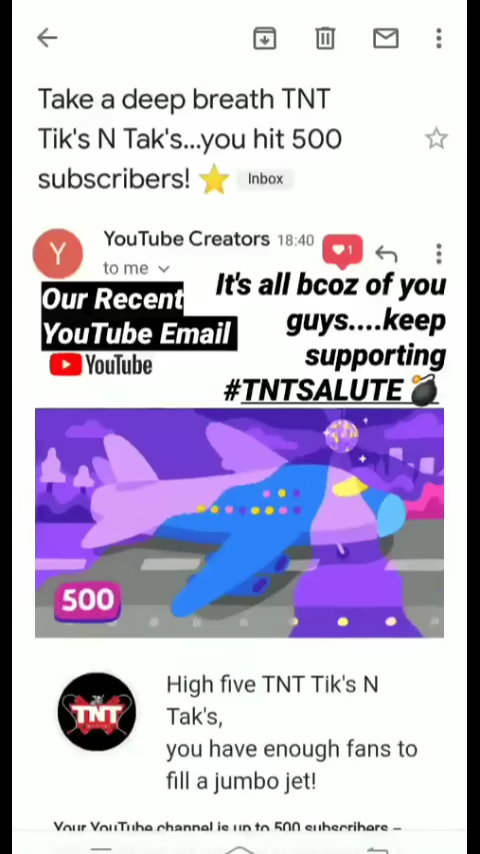 Take a deep breath TNT
Tik's N Tak's...you hit 500
subscribers! ⭐ Inbox
Y
YouTube Creators 18:40
1
to me
Our Recent
YouTube Email
YouTube
It's all bcoz of you
guys....keep
supporting
#TNTSALUTE 💣
500
TNT
High five TNT Tik's N
Tak's,
you have enough fans to
fill a jumbo jet!
Your YouTube channel is up to 500 subscribers –